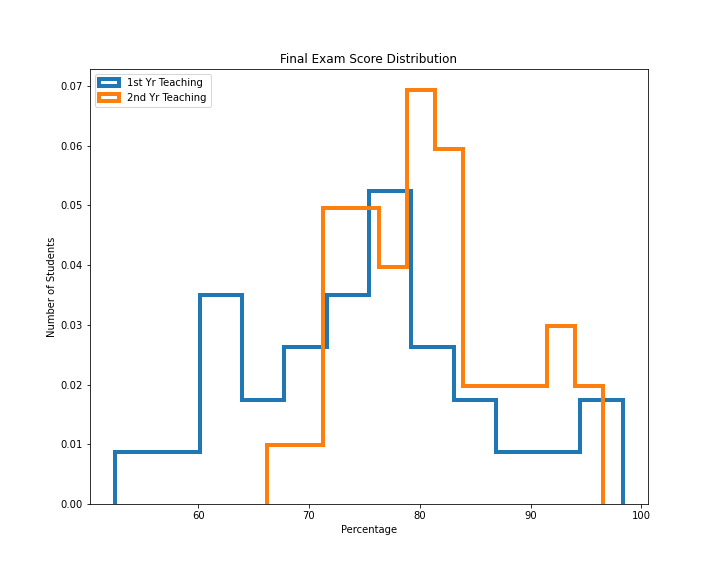 Final Exam Score Distribution
1st Yr Teaching
2nd Yr Teaching
0.07
0.06
0.05
0.04
0.03
0.02
0.01
0.00
Number of Students
60 70 80 90 100
Percentage